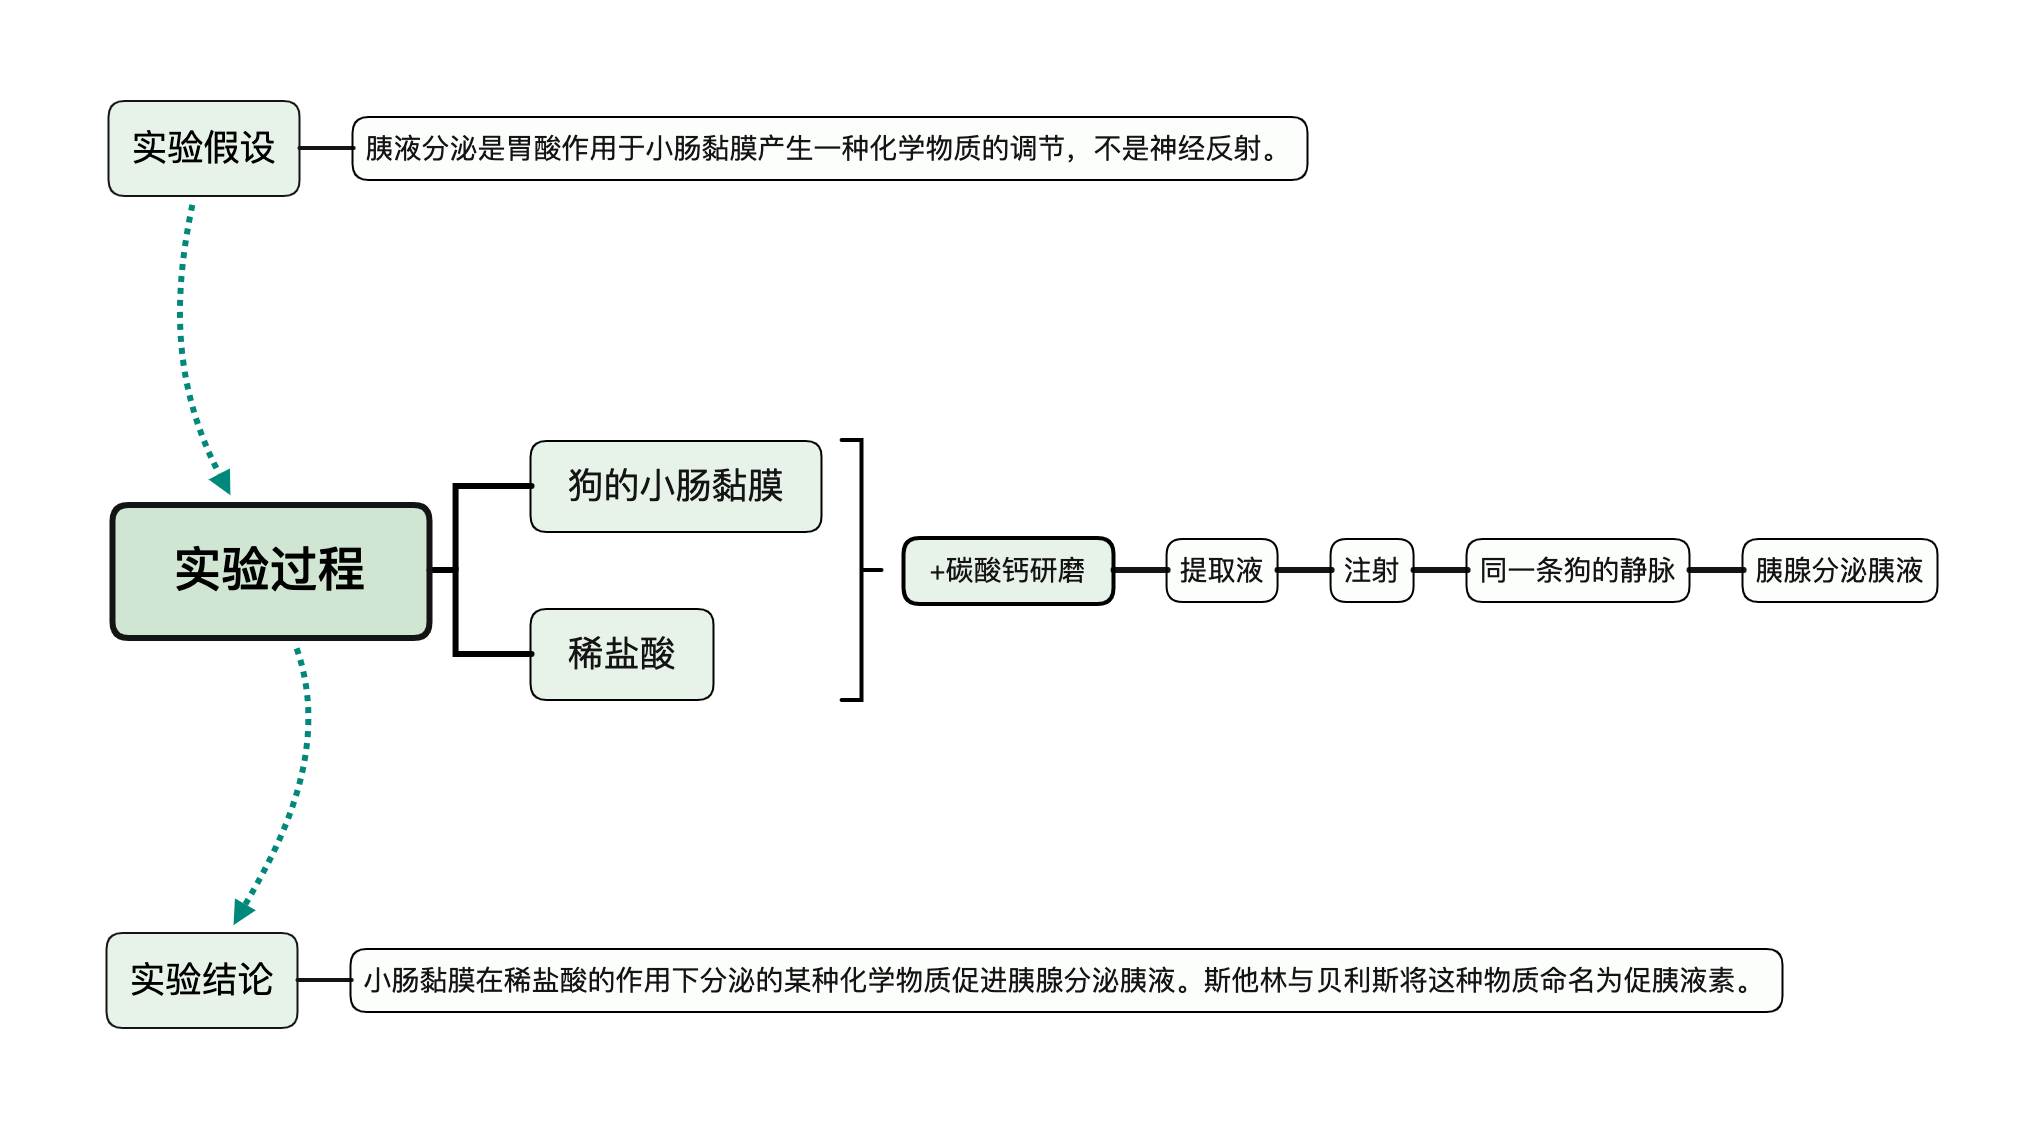 实验假设
胰液分泌是胃酸作用于小肠黏膜产生一种化学物质的调节，不是神经反射。
实验过程
狗的小肠黏膜
稀盐酸
+碳酸钙研磨
提取液
注射
同一条狗的静脉
胰腺分泌胰液
实验结论
小肠黏膜在稀盐酸的作用下分泌的某种化学物质促进胰腺分泌胰液。斯他林与贝利斯将这种物质命名为促胰液素。